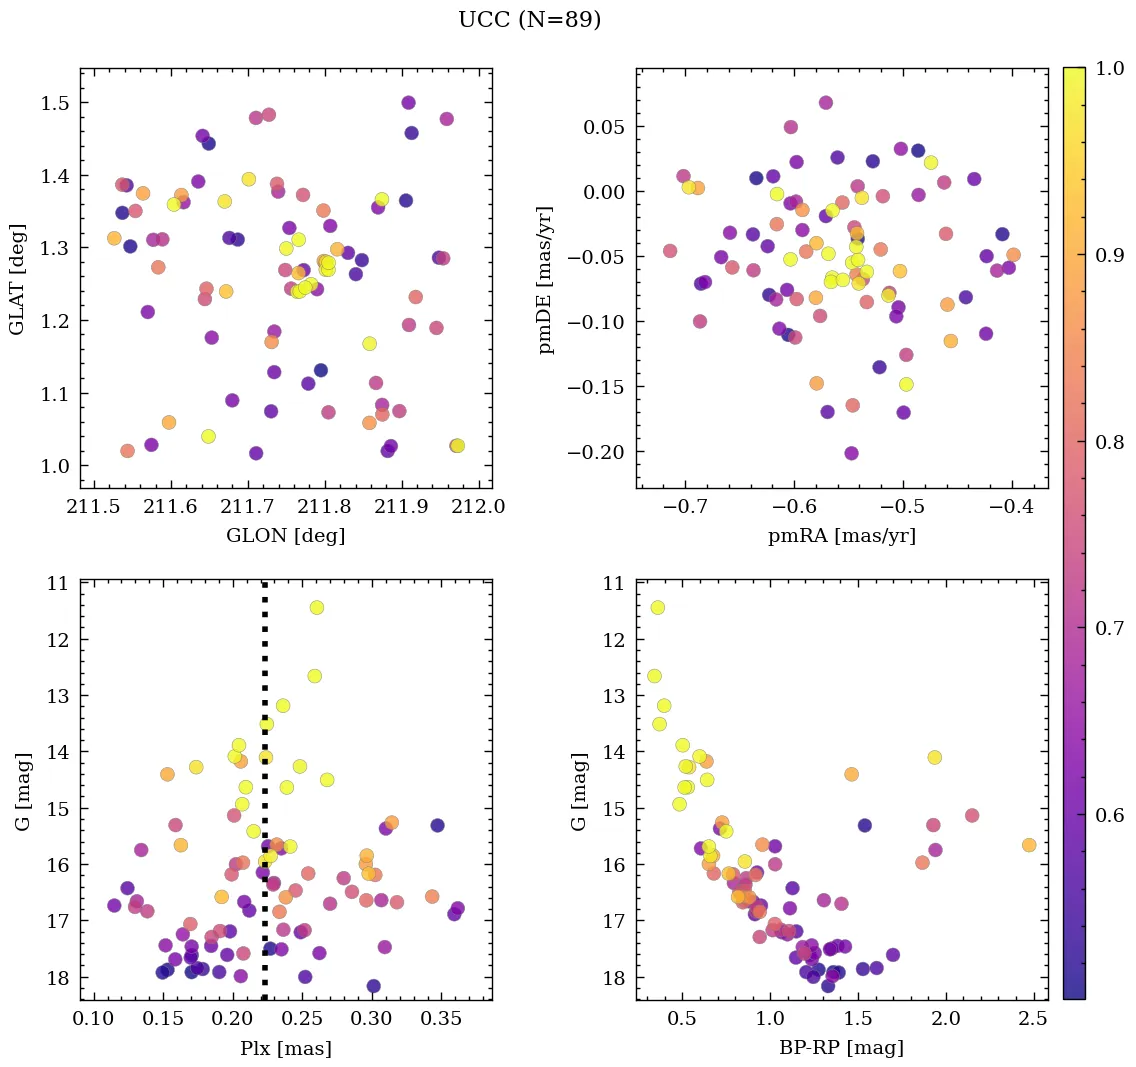 UCC (N=89)
1.5
1.4
1.3
1.2
1.1
1.0
GLAT [deg]
211.5 211.6 211.7 211.8 211.9 212.0
GLON [deg]
0.05
0.00
−0.05
−0.10
−0.15
−0.20
pmDE [mas/yr]
−0.7 −0.6 −0.5 −0.4
pmRA [mas/yr]
11
12
13
14
15
16
17
18
G [mag]
0.10 0.15 0.20 0.25 0.30 0.35
Plx [mas]
11
12
13
14
15
16
17
18
G [mag]
0.5 1.0 1.5 2.0 2.5
BP-RP [mag]
1.0
0.9
0.8
0.7
0.6